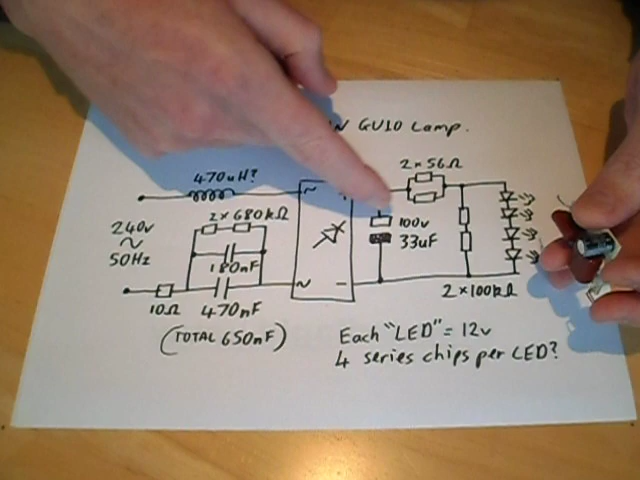 N GU10 Lamp.
470uH?
2×56Ω
2×680kΩ
240v
~
50Hz
~
~
180nF
100v
33uF
–
10Ω 470nF
2×100kΩ
(TOTAL 650nF)
Each "LED" = 12v
4 series chips per LED?